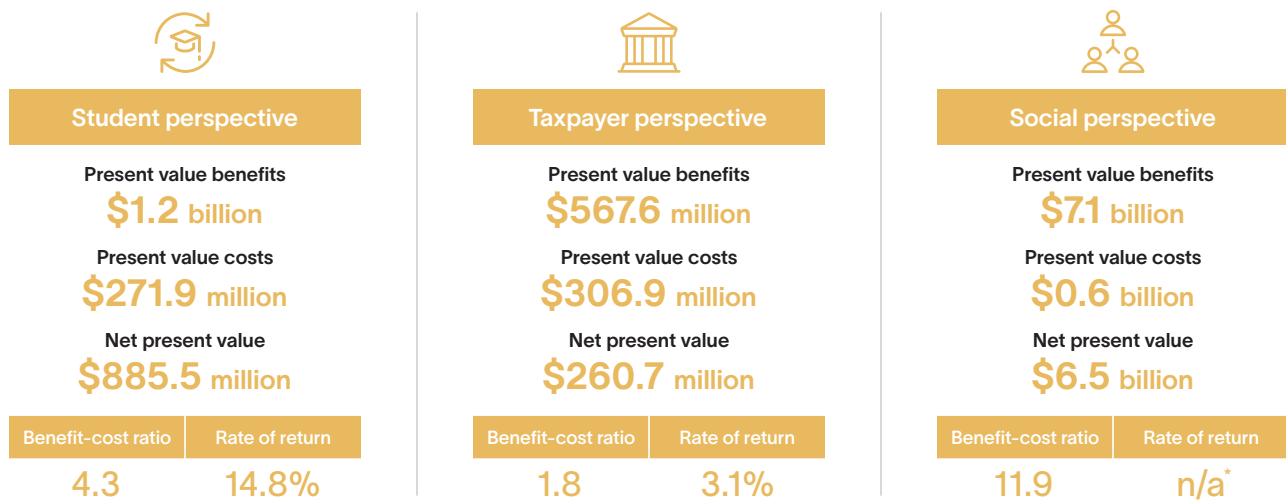 Student perspective
Present value benefits
$1.2 billion
Present value costs
$271.9 million
Net present value
$885.5 million
Benefit-cost ratio Rate of return
4.3 14.8%
Taxpayer perspective
Present value benefits
$567.6 million
Present value costs
$306.9 million
Net present value
$260.7 million
Benefit-cost ratio Rate of return
1.8 3.1%
Social perspective
Present value benefits
$7.1 billion
Present value costs
$0.6 billion
Net present value
$6.5 billion
Benefit-cost ratio Rate of return
11.9 n/a*